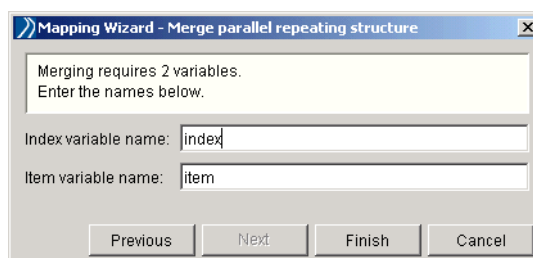 Mapping Wizard - Merge parallel repeating structure
Merging requires 2 variables.
Enter the names below.
Index variable name: index
Item variable name: item
Previous Next Finish Cancel